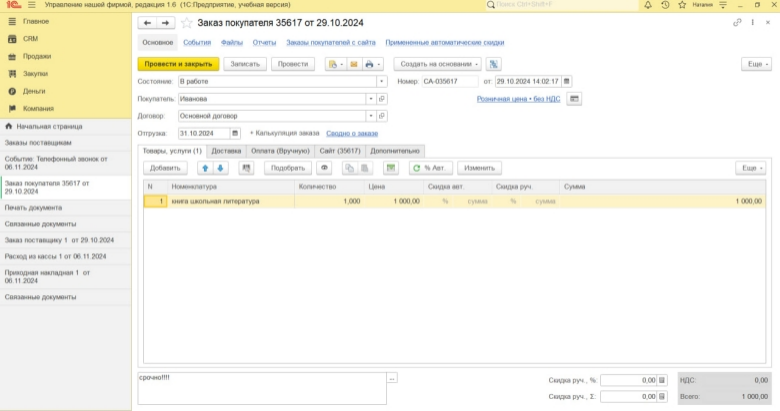 Управление нашей фирмой, редакция 1.6 (1С:Предприятие, учебная версия)
Поиск Ctrl+Shift+F
Наталия
Главное
CRM
Продажи
Закупки
Деньги
Компания
Начальная страница
Заказы поставщикам
Событие: Телефонный звонок от
06.11.2024
Заказ покупателя 35617 от
29.10.2024
Печать документа
Связанные документы
Заказ поставщику 1 от 29.10.2024
Расход из кассы 1 от 06.11.2024
Приходная накладная 1 от
06.11.2024
Связанные документы
Заказ покупателя 35617 от 29.10.2024
Основное События Файлы Отчеты Заказы покупателей с сайта Примененные автоматические скидки
Провести и закрыть Записать Провести Создать на основании Еще
Состояние: В работе Номер: СА-035617 от: 29.10.2024 14:02:17
Покупатель: Иванова Розничная цена • без НДС
Договор: Основной договор
Отгрузка: 31.10.2024 Калькуляция заказа Сводно о заказе
Товары, услуги (1) Доставка Оплата (Вручную) Сайт (35617) Дополнительно
Добавить Подобрать % Авт. Изменить Еще
N Номенклатура Количество Цена Скидка авт. Скидка руч. Сумма
1 книга школьная литература 1,000 1 000,00 % сумма % сумма 1 000,00
срочно!!!! ...
Скидка руч., %: 0,00 НДС: 0,00
Скидка руч., Σ: 0,00 Всего: 1 000,00